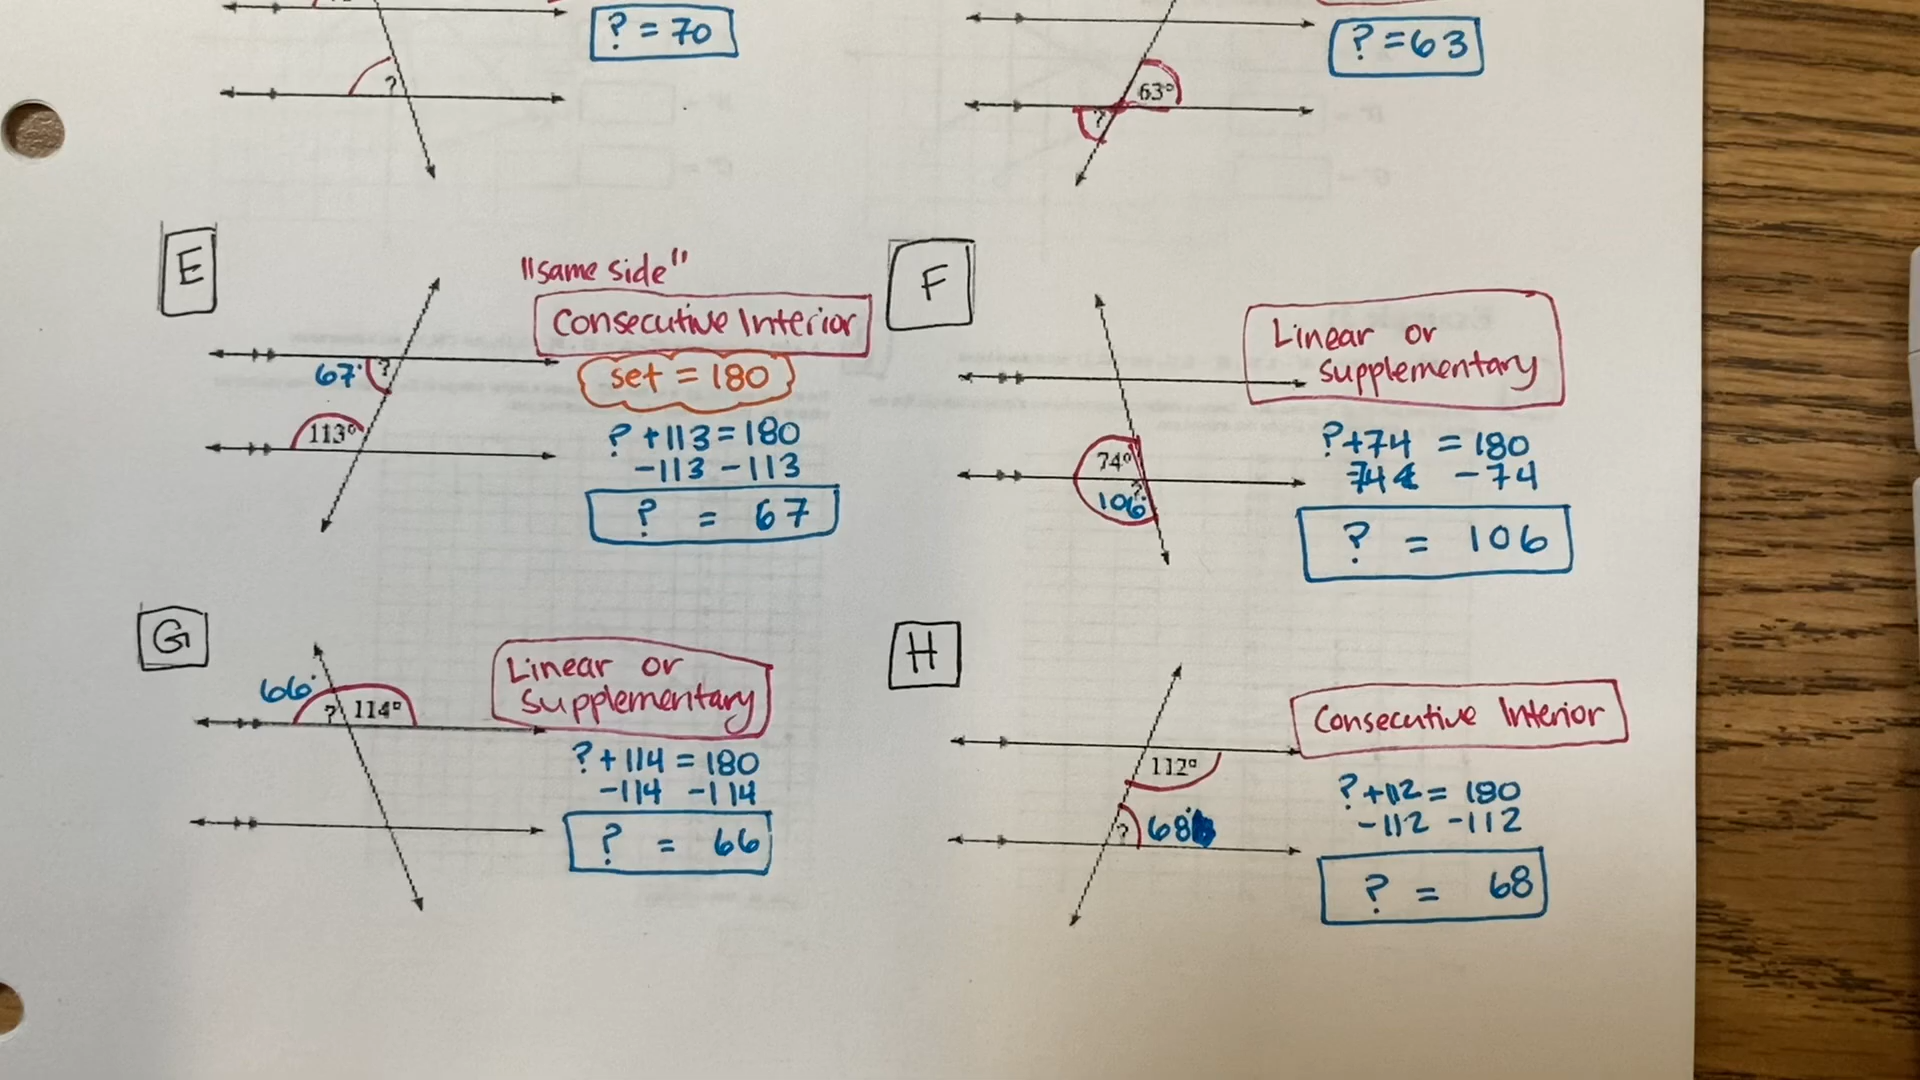 ? = 70
?
? = 63
63°
?
E
"same side"
Consecutive Interior
set = 180
67°
?
113°
? + 113 = 180
-113 -113
? = 67
F
Linear or
supplementary
74°
?
106°
? + 74 = 180
74 - 74
? = 106
G
Linear or
supplementary
66°
? 114°
? + 114 = 180
-114 -114
? = 66
H
Consecutive Interior
112°
? 68°
? + 112 = 180
-112 -112
? = 68